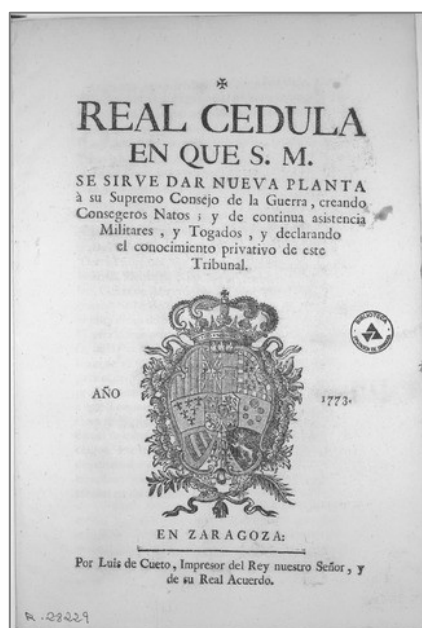 REAL CEDULA
EN QUE S. M.
SE SIRVE DAR NUEVA PLANTA
à su Supremo Consejo de la Guerra, creando
Consegeros Natos; y de continua asistencia
Militares, y Togados, y declarando
el conocimiento privativo de este
Tribunal.
AÑO 1773.
BIBLIOTECA
EN ZARAGOZA:
Por Luis de Cueto, Impresor del Rey nuestro Señor, y
de su Real Acuerdo.
R.-28229